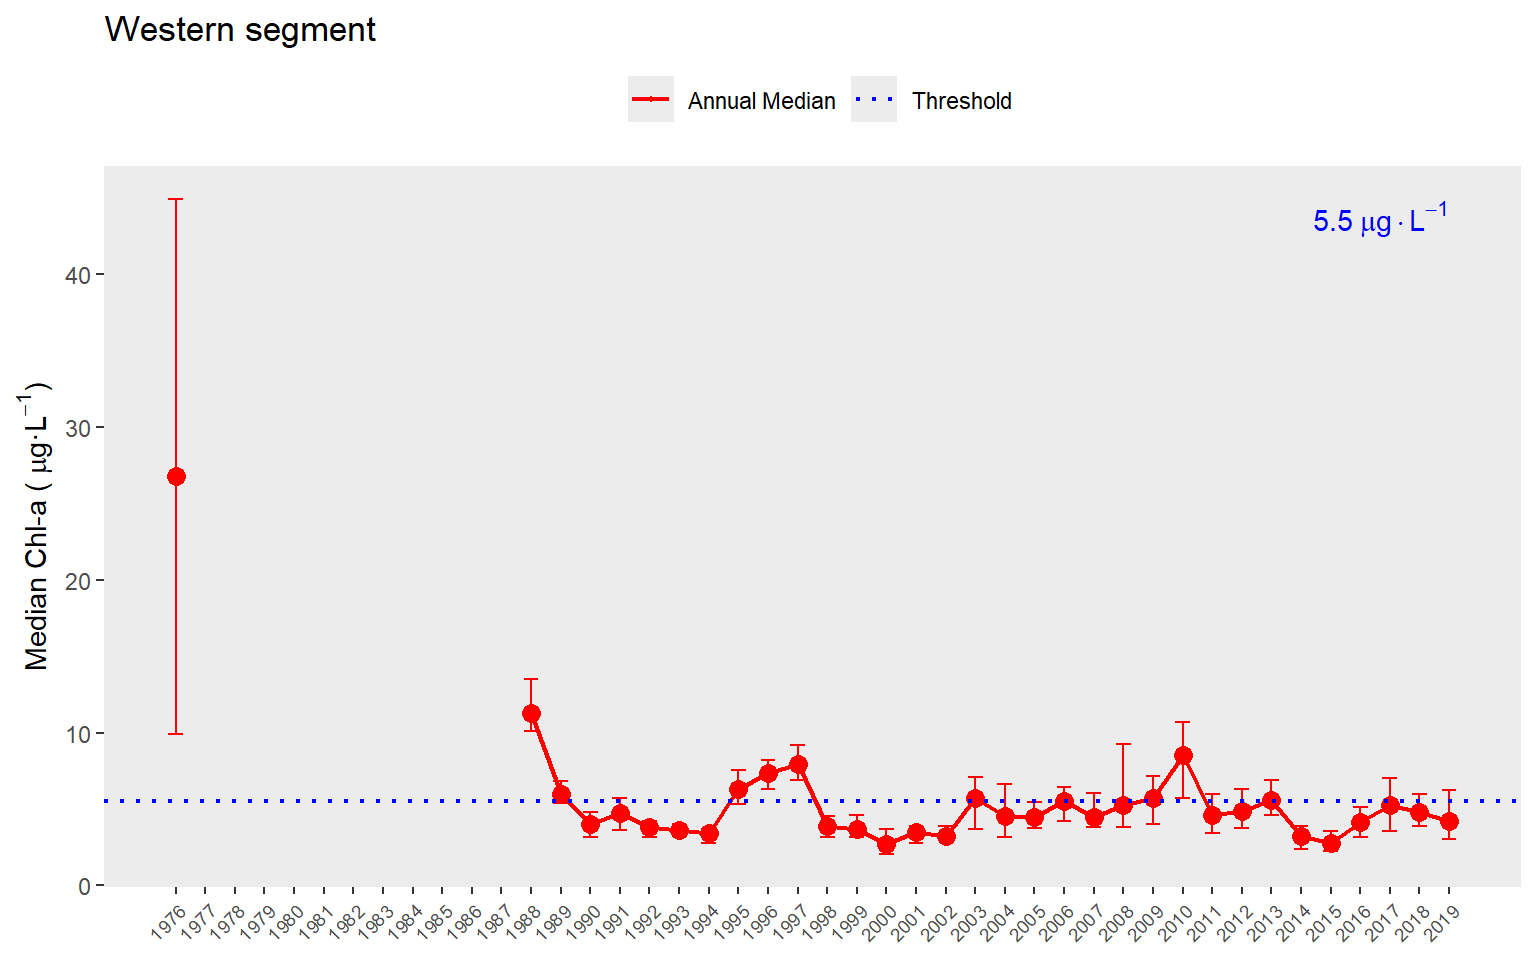 Western segment
Annual Median Threshold
5.5 µg·L⁻¹
Median Chl-a ( µg·L⁻¹)
40
30
20
10
0
1976 1977 1978 1979 1980 1981 1982 1983 1984 1985 1986 1987 1988 1989 1990 1991 1992 1993 1994 1995 1996 1997 1998 1999 2000 2001 2002 2003 2004 2005 2006 2007 2008 2009 2010 2011 2012 2013 2014 2015 2016 2017 2018 2019